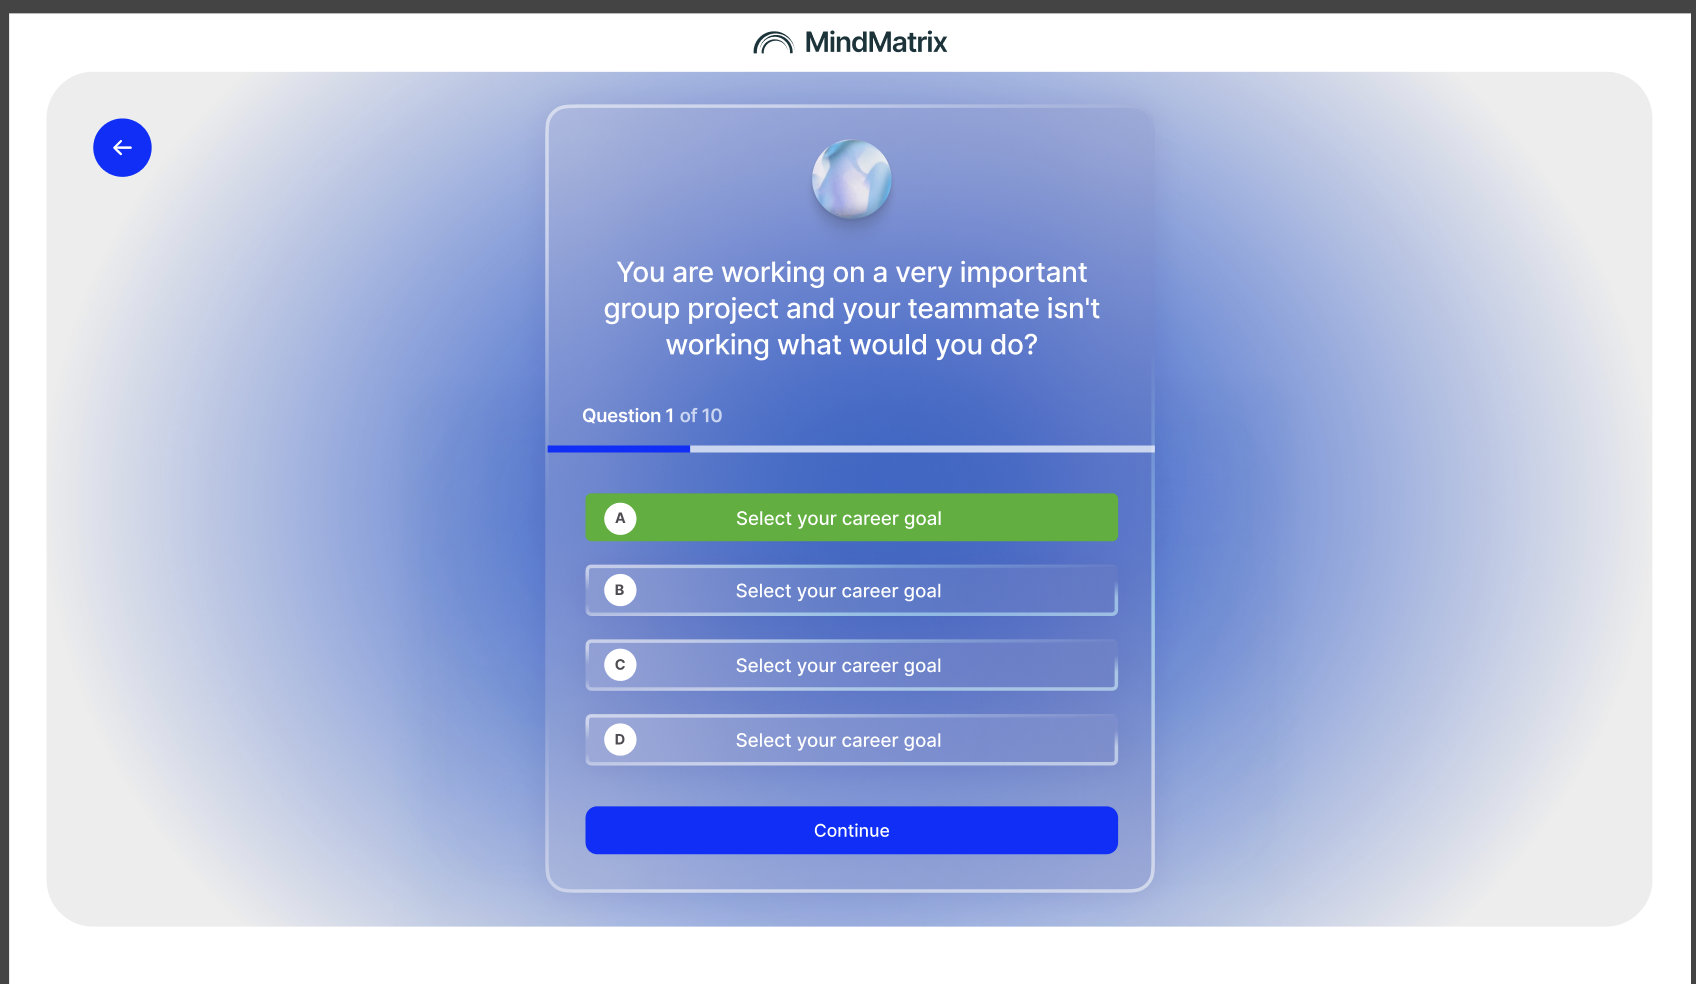 MindMatrix
You are working on a very important
group project and your teammate isn't
working what would you do?
Question 1 of 10
A Select your career goal
B Select your career goal
C Select your career goal
D Select your career goal
Continue